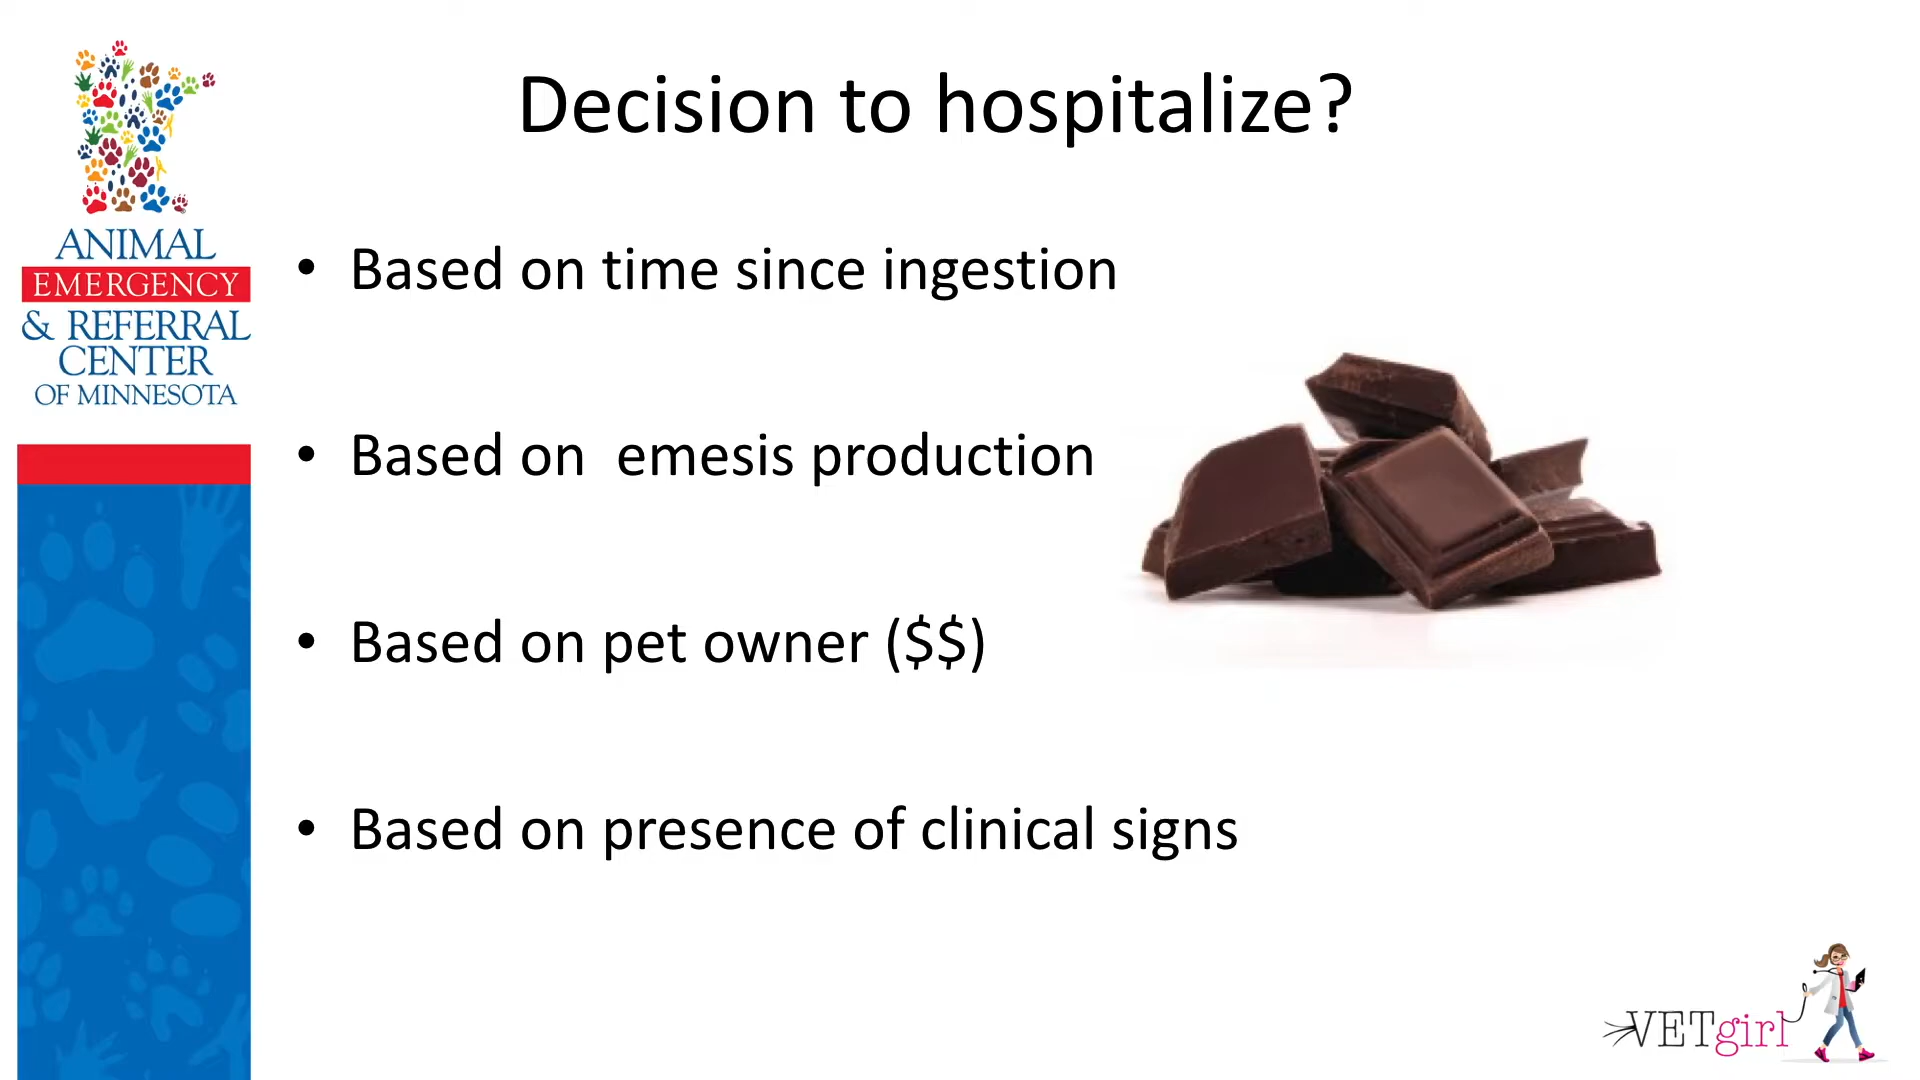 Decision to hospitalize?
ANIMAL
EMERGENCY
& REFERRAL
CENTER
OF MINNESOTA
• Based on time since ingestion
• Based on  emesis production
• Based on pet owner ($$)
• Based on presence of clinical signs
VETgirl